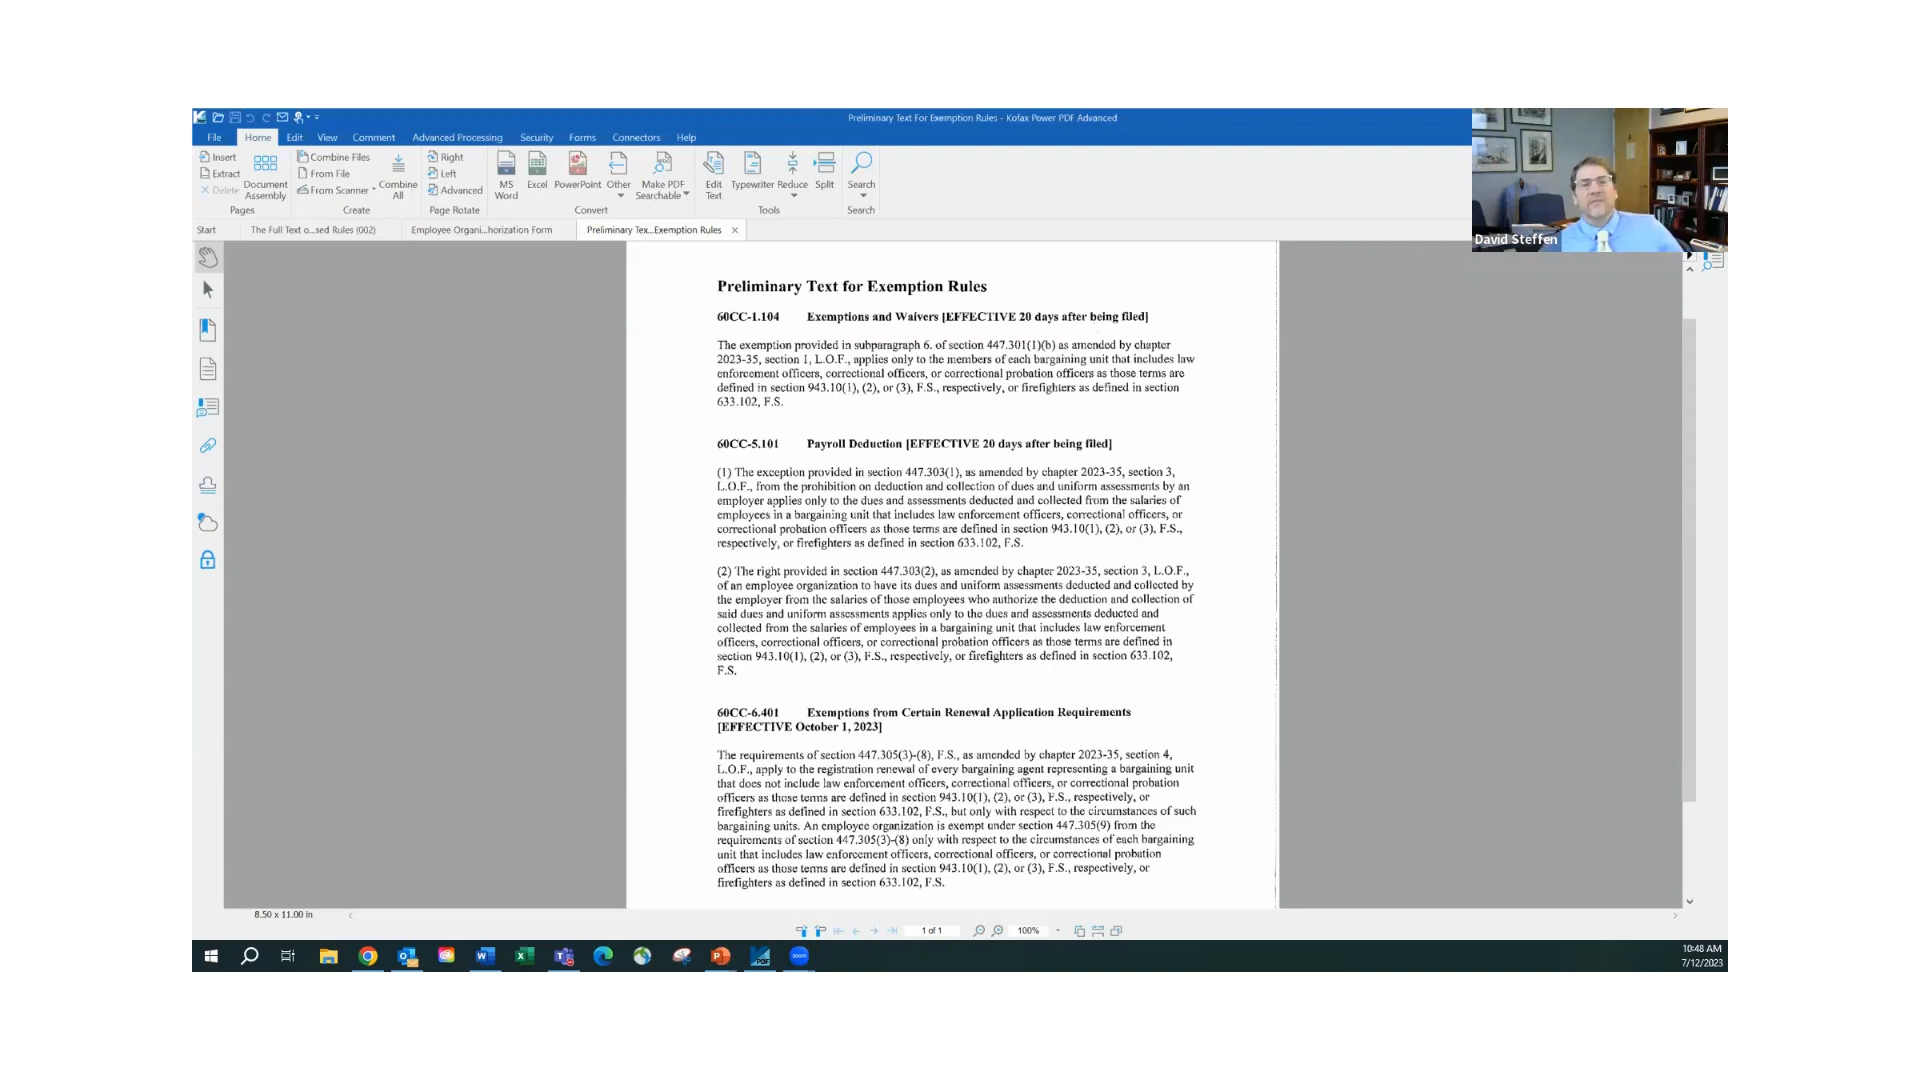 Preliminary Text For Exemption Rules - Kofax Power PDF Advanced
File Home Edit View Comment Advanced Processing Security Forms Connectors Help
Insert
Extract
Delete
Document Assembly
Pages
Combine Files
From File
From Scanner
Combine All
Create
Right
Left
Advanced
Page Rotate
MS Word
Excel
PowerPoint
Other
Make PDF Searchable
Convert
Edit Text
Typewriter
Reduce
Split
Tools
Search
Search
David Steffen
Start The Full Text o...sed Rules (002) Employee Organi...horization Form Preliminary Tex...Exemption Rules
Preliminary Text for Exemption Rules
60CC-1.104 Exemptions and Waivers [EFFECTIVE 20 days after being filed]
The exemption provided in subparagraph 6. of section 447.301(1)(b) as amended by chapter
2023-35, section 1, L.O.F., applies only to the members of each bargaining unit that includes law
enforcement officers, correctional officers, or correctional probation officers as those terms are
defined in section 943.10(1), (2), or (3), F.S., respectively, or firefighters as defined in section
633.102, F.S.
60CC-5.101 Payroll Deduction [EFFECTIVE 20 days after being filed]
(1) The exception provided in section 447.303(1), as amended by chapter 2023-35, section 3,
L.O.F., from the prohibition on deduction and collection of dues and uniform assessments by an
employer applies only to the dues and assessments deducted and collected from the salaries of
employees in a bargaining unit that includes law enforcement officers, correctional officers, or
correctional probation officers as those terms are defined in section 943.10(1), (2), or (3), F.S.,
respectively, or firefighters as defined in section 633.102, F.S.
(2) The right provided in section 447.303(2), as amended by chapter 2023-35, section 3, L.O.F.,
of an employee organization to have its dues and uniform assessments deducted and collected by
the employer from the salaries of those employees who authorize the deduction and collection of
said dues and uniform assessments applies only to the dues and assessments deducted and
collected from the salaries of employees in a bargaining unit that includes law enforcement
officers, correctional officers, or correctional probation officers as those terms are defined in
section 943.10(1), (2), or (3), F.S., respectively, or firefighters as defined in section 633.102,
F.S.
60CC-6.401 Exemptions from Certain Renewal Application Requirements
[EFFECTIVE October 1, 2023]
The requirements of section 447.305(3)-(8), F.S., as amended by chapter 2023-35, section 4,
L.O.F., apply to the registration renewal of every bargaining agent representing a bargaining unit
that does not include law enforcement officers, correctional officers, or correctional probation
officers as those terms are defined in section 943.10(1), (2), or (3), F.S., respectively, or
firefighters as defined in section 633.102, F.S., but only with respect to the circumstances of such
bargaining units. An employee organization is exempt under section 447.305(9) from the
requirements of section 447.305(3)-(8) only with respect to the circumstances of each bargaining
unit that includes law enforcement officers, correctional officers, or correctional probation
officers as those terms are defined in section 943.10(1), (2), or (3), F.S., respectively, or
firefighters as defined in section 633.102, F.S.
8.50 x 11.00 in
1 of 1 100%
10:48 AM
7/12/2023